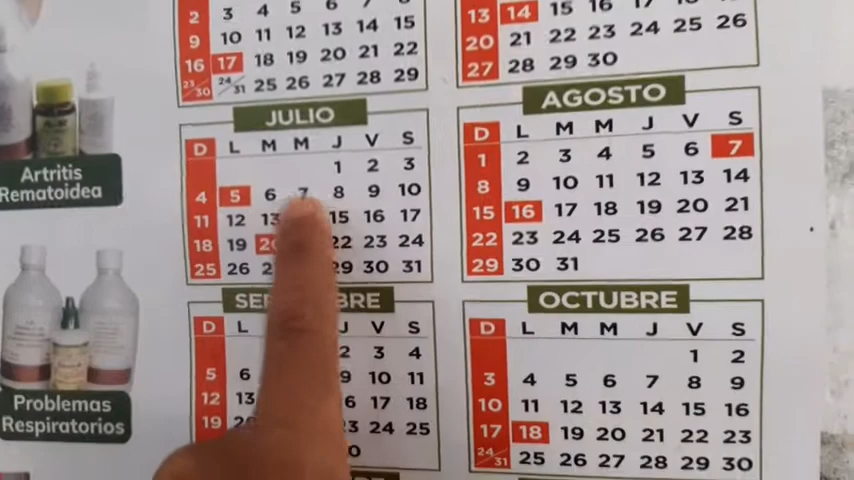 2 3 4 5 6 7 8
9 10 11 12 13 14 15
16 17 18 19 20 21 22
23/30 24/31 25 26 27 28 29
13 14 15 16 17 18 19
20 21 22 23 24 25 26
27 28 29 30
JULIO
D L M M J V S
1 2 3
4 5 6 7 8 9 10
11 12 13 15 16 17
18 19 20 22 23 24
25 26 29 30 31
AGOSTO
D L M M J V S
1 2 3 4 5 6 7
8 9 10 11 12 13 14
15 16 17 18 19 20 21
22 23 24 25 26 27 28
29 30 31
BRE
D L J V S
2 3 4
5 6 9 10 11
12 13 16 17 18
19 23 24 25
30
OCTUBRE
D L M M J V S
1 2
3 4 5 6 7 8 9
10 11 12 13 14 15 16
17 18 19 20 21 22 23
24/31 25 26 27 28 29 30
Artritis
Rematoidea
Problemas
Respiratorios